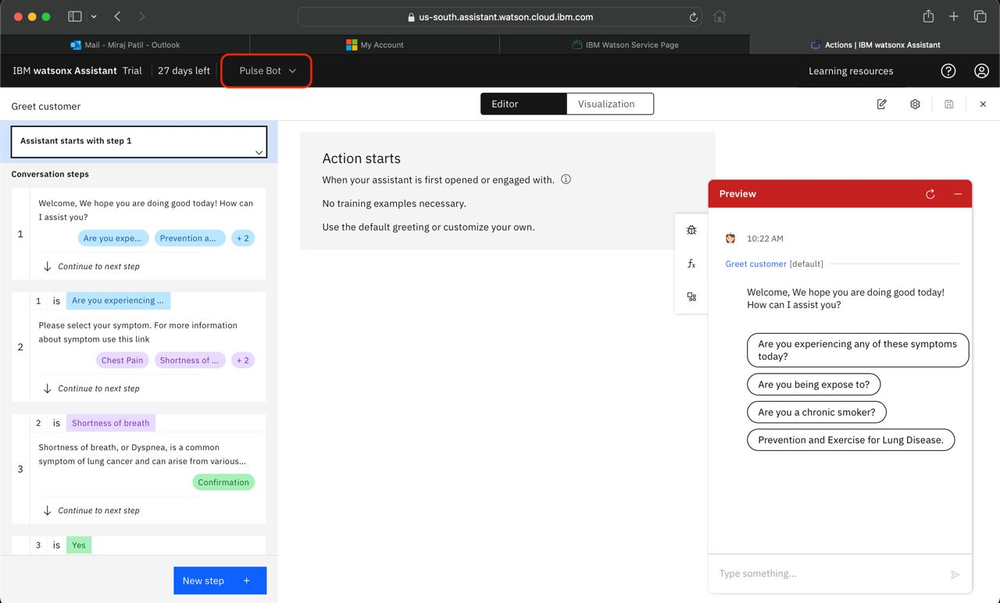 us-south.assistant.watson.cloud.ibm.com
Mail - Miraj Patil - Outlook
My Account
IBM Watson Service Page
Actions | IBM watsonx Assistant
IBM watsonx Assistant Trial
27 days left
Pulse Bot
Learning resources
Greet customer
Editor
Visualization
Assistant starts with step 1
Conversation steps
1
Welcome, We hope you are doing good today! How can
I assist you?
Are you expe...
Prevention a...
+ 2
Continue to next step
1 is Are you experiencing ...
2
Please select your symptom. For more information
about symptom use this link
Chest Pain
Shortness of ...
+ 2
Continue to next step
2 is Shortness of breath
3
Shortness of breath, or Dyspnea, is a common
symptom of lung cancer and can arise from various...
Confirmation
Continue to next step
3 is Yes
New step +
Action starts
When your assistant is first opened or engaged with.
No training examples necessary.
Use the default greeting or customize your own.
Preview
10:22 AM
Greet customer [default]
Welcome, We hope you are doing good today!
How can I assist you?
Are you experiencing any of these symptoms
today?
Are you being expose to?
Are you a chronic smoker?
Prevention and Exercise for Lung Disease.
Type something...